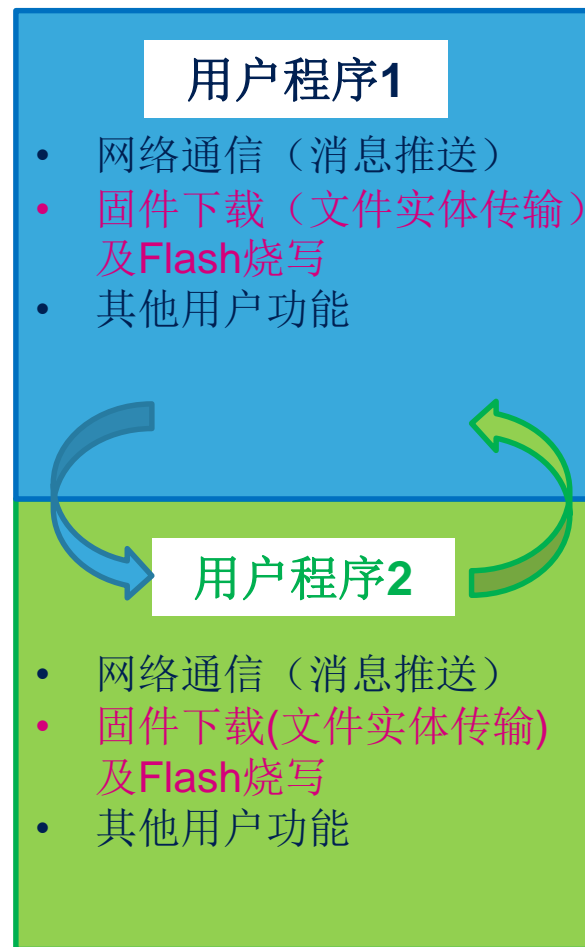 用户程序1
• 网络通信（消息推送）
• 固件下载（文件实体传输）
及Flash烧写
• 其他用户功能
用户程序2
• 网络通信（消息推送）
• 固件下载(文件实体传输)
及Flash烧写
• 其他用户功能